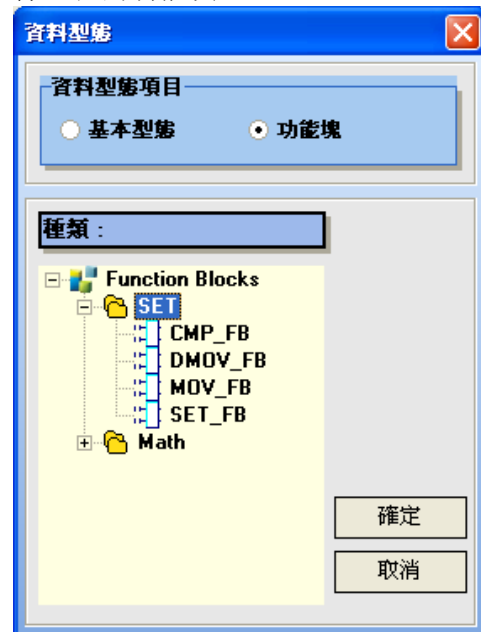 資料型態
資料型態項目
基本型態 功能塊
種類：
Function Blocks
SET
CMP_FB
DMOV_FB
MOV_FB
SET_FB
Math
確定
取消